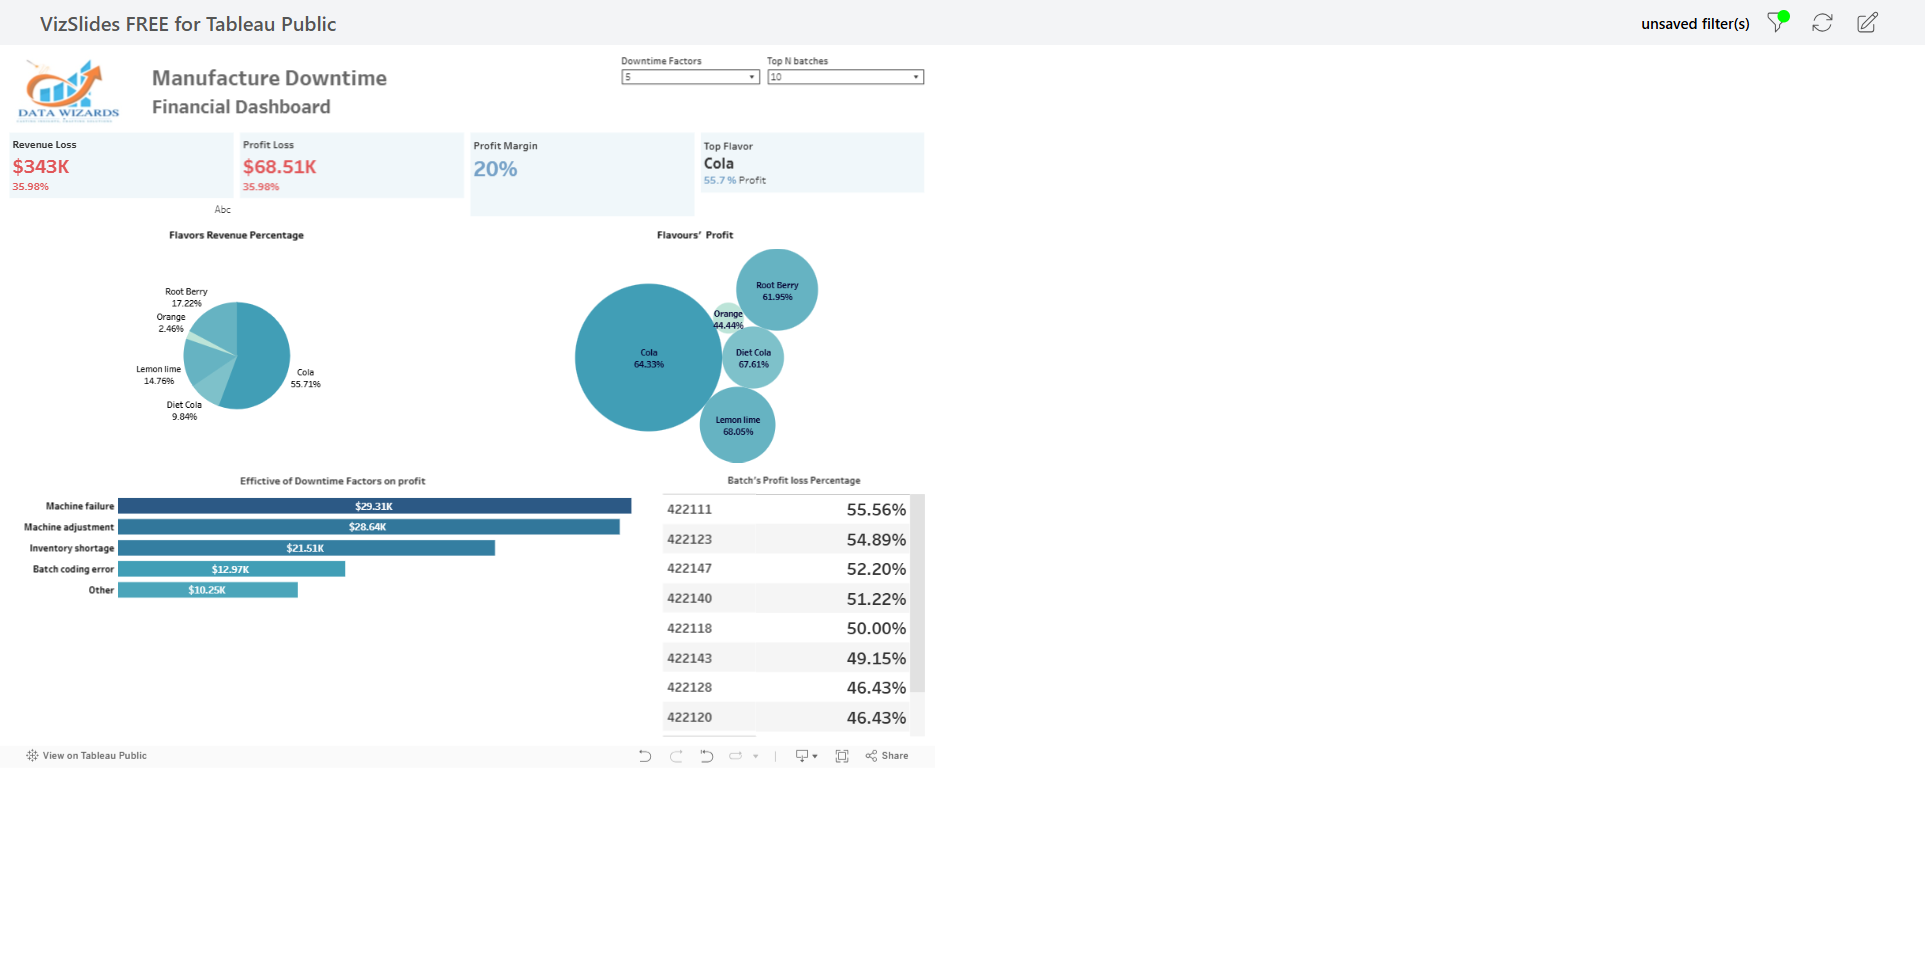 VizSlides FREE for Tableau Public
unsaved filter(s)
DATA WIZARDS
Manufacture Downtime
Financial Dashboard
Downtime Factors
5
Top N batches
10
Revenue Loss
$343K
35.98%
Profit Loss
$68.51K
35.98%
Profit Margin
20%
Top Flavor
Cola
55.7 % Profit
Abc
Flavors Revenue Percentage
Root Berry
17.22%
Orange
2.46%
Lemon lime
14.76%
Diet Cola
9.84%
Cola
55.71%
Flavours' Profit
Root Berry
61.95%
Orange
44.44%
Cola
64.33%
Diet Cola
67.61%
Lemon lime
68.05%
Effictive of Downtime Factors on profit
Machine failure $29.31K
Machine adjustment $28.64K
Inventory shortage $21.51K
Batch coding error $12.97K
Other $10.25K
Batch's Profit loss Percentage
422111 55.56%
422123 54.89%
422147 52.20%
422140 51.22%
422118 50.00%
422143 49.15%
422128 46.43%
422120 46.43%
View on Tableau Public
Share